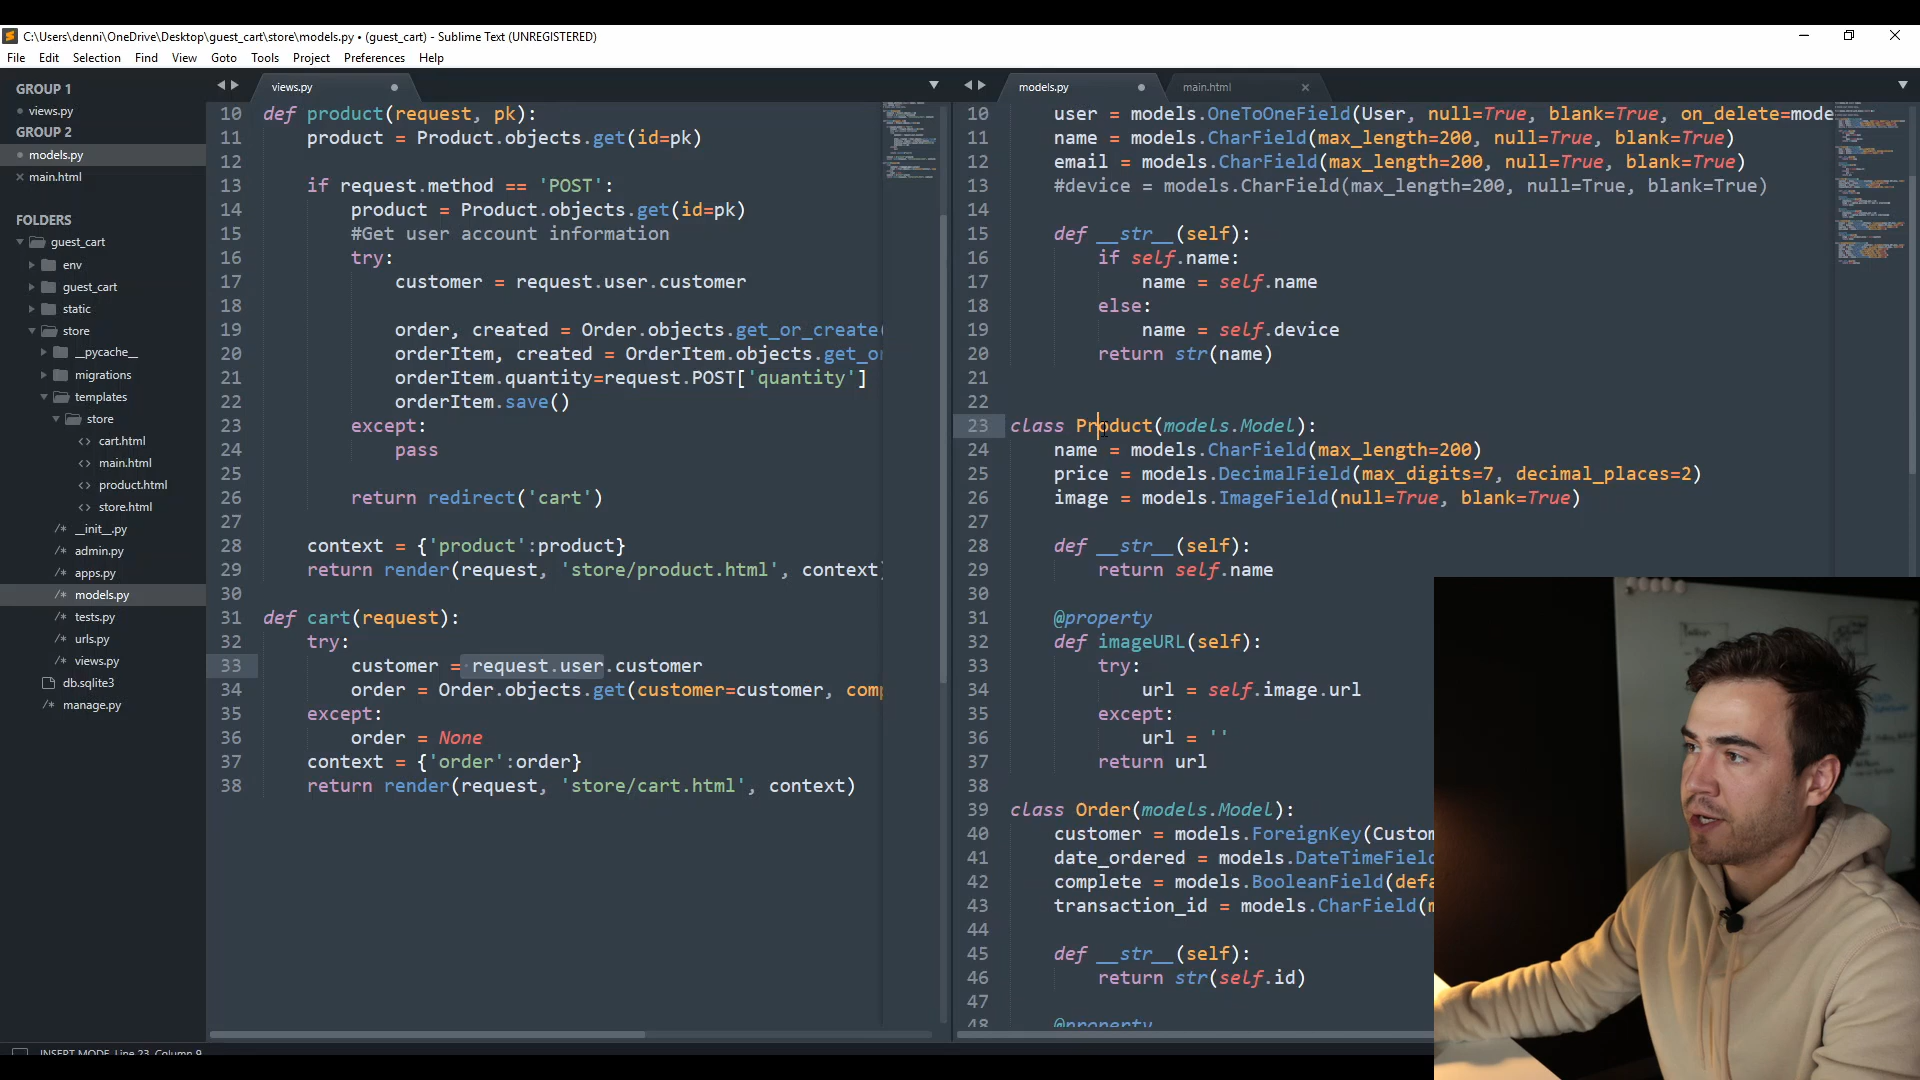 C:\Users\denni\OneDrive\Desktop\guest_cart\store\models.py • (guest_cart) - Sublime Text (UNREGISTERED)
File Edit Selection Find View Goto Tools Project Preferences Help
GROUP 1
views.py
GROUP 2
models.py
main.html
FOLDERS
guest_cart
env
guest_cart
static
store
__pycache__
migrations
templates
store
cart.html
main.html
product.html
store.html
__init__.py
admin.py
apps.py
models.py
tests.py
urls.py
views.py
db.sqlite3
manage.py
views.py
10 def product(request, pk):
11 product = Product.objects.get(id=pk)
12
13 if request.method == 'POST':
14 product = Product.objects.get(id=pk)
15 #Get user account information
16 try:
17 customer = request.user.customer
18
19 order, created = Order.objects.get_or_create(
20 orderItem, created = OrderItem.objects.get_or
21 orderItem.quantity=request.POST['quantity']
22 orderItem.save()
23 except:
24 pass
25
26 return redirect('cart')
27
28 context = {'product':product}
29 return render(request, 'store/product.html', context)
30
31 def cart(request):
32 try:
33 customer = request.user.customer
34 order = Order.objects.get(customer=customer, comp
35 except:
36 order = None
37 context = {'order':order}
38 return render(request, 'store/cart.html', context)
models.py main.html
10 user = models.OneToOneField(User, null=True, blank=True, on_delete=mode
11 name = models.CharField(max_length=200, null=True, blank=True)
12 email = models.CharField(max_length=200, null=True, blank=True)
13 #device = models.CharField(max_length=200, null=True, blank=True)
14
15 def __str__(self):
16 if self.name:
17 name = self.name
18 else:
19 name = self.device
20 return str(name)
21
22
23 class Product(models.Model):
24 name = models.CharField(max_length=200)
25 price = models.DecimalField(max_digits=7, decimal_places=2)
26 image = models.ImageField(null=True, blank=True)
27
28 def __str__(self):
29 return self.name
30
31 @property
32 def imageURL(self):
33 try:
34 url = self.image.url
35 except:
36 url = ''
37 return url
38
39 class Order(models.Model):
40 customer = models.ForeignKey(Custom
41 date_ordered = models.DateTimeField
42 complete = models.BooleanField(defa
43 transaction_id = models.CharField(m
44
45 def __str__(self):
46 return str(self.id)
47
48 @property
INSERT MODE, Line 23, Column 9